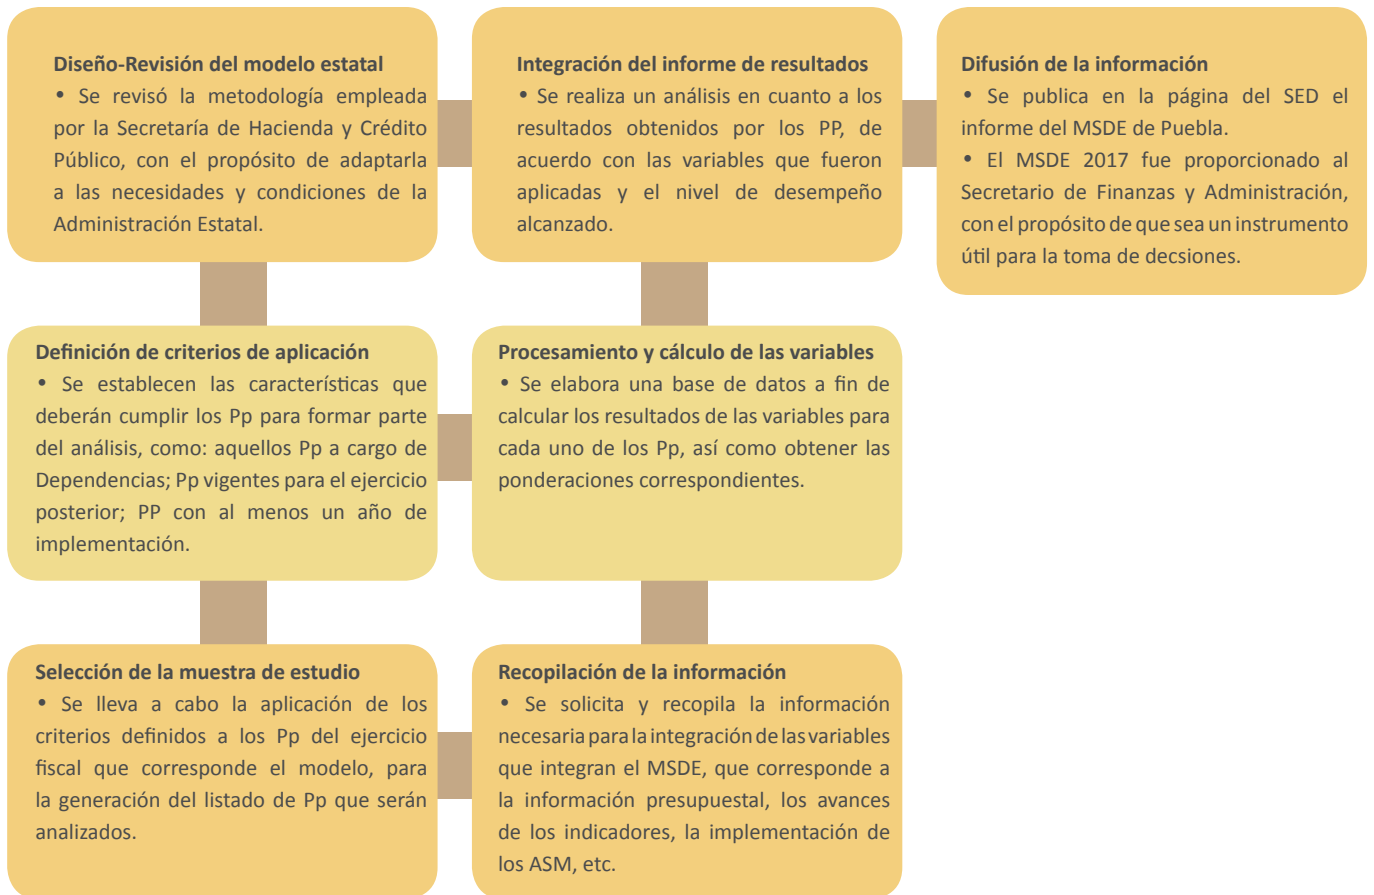 Diseño-Revisión del modelo estatal
• Se revisó la metodología empleada
por la Secretaría de Hacienda y Crédito
Público, con el propósito de adaptarla
a las necesidades y condiciones de la
Administración Estatal.
Integración del informe de resultados
• Se realiza un análisis en cuanto a los
resultados obtenidos por los PP, de
acuerdo con las variables que fueron
aplicadas y el nivel de desempeño
alcanzado.
Difusión de la información
• Se publica en la página del SED el
informe del MSDE de Puebla.
• El MSDE 2017 fue proporcionado al
Secretario de Finanzas y Administración,
con el propósito de que sea un instrumento
útil para la toma de decsiones.
Definición de criterios de aplicación
• Se establecen las características que
deberán cumplir los Pp para formar parte
del análisis, como: aquellos Pp a cargo de
Dependencias; Pp vigentes para el ejercicio
posterior; PP con al menos un año de
implementación.
Procesamiento y cálculo de las variables
• Se elabora una base de datos a fin de
calcular los resultados de las variables para
cada uno de los Pp, así como obtener las
ponderaciones correspondientes.
Selección de la muestra de estudio
• Se lleva a cabo la aplicación de los
criterios definidos a los Pp del ejercicio
fiscal que corresponde el modelo, para
la generación del listado de Pp que serán
analizados.
Recopilación de la información
• Se solicita y recopila la información
necesaria para la integración de las variables
que integran el MSDE, que corresponde a
la información presupuestal, los avances
de los indicadores, la implementación de
los ASM, etc.